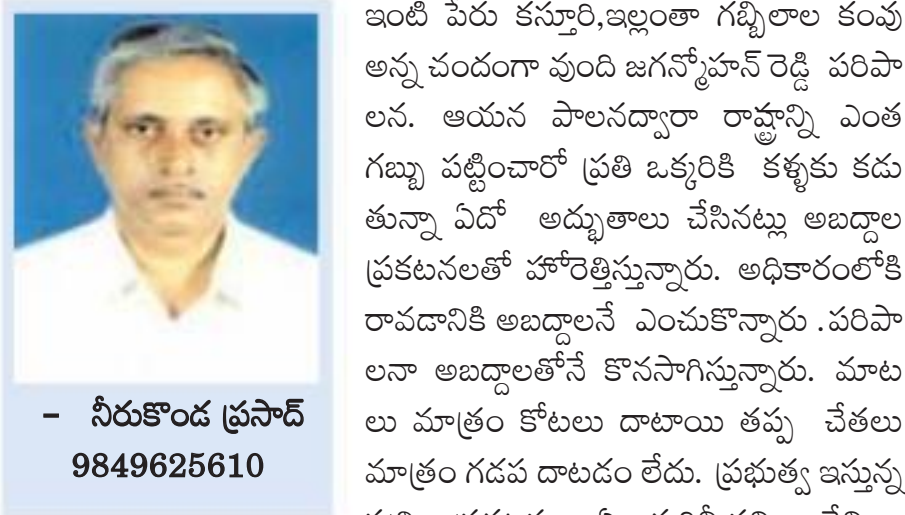 ఇంటి పేరు కస్తూరి,ఇల్లంతా గబ్బిలాల కంపు
అన్న చందంగా వుంది జగన్మోహన్ రెడ్డి పరిపా
లన. ఆయన పాలనద్వారా రాష్ట్రాన్ని ఎంత
గబ్బు పట్టించారో ప్రతి ఒక్కరికి కళ్ళకు కడు
తున్నా ఏదో అద్భుతాలు చేసినట్లు అబద్దాల
ప్రకటనలతో హోరెత్తిస్తున్నారు. అధికారంలోకి
రావడానికి అబద్దాలనే ఎంచుకొన్నారు .పరిపా
లనా అబద్దాలతోనే కొనసాగిస్తున్నారు. మాట
లు మాత్రం కోటలు దాటాయి తప్ప చేతలు
మాత్రం గడప దాటడం లేదు. ప్రభుత్వ ఇస్తున్న
- నీరుకొండ ప్రసాద్
9849625610